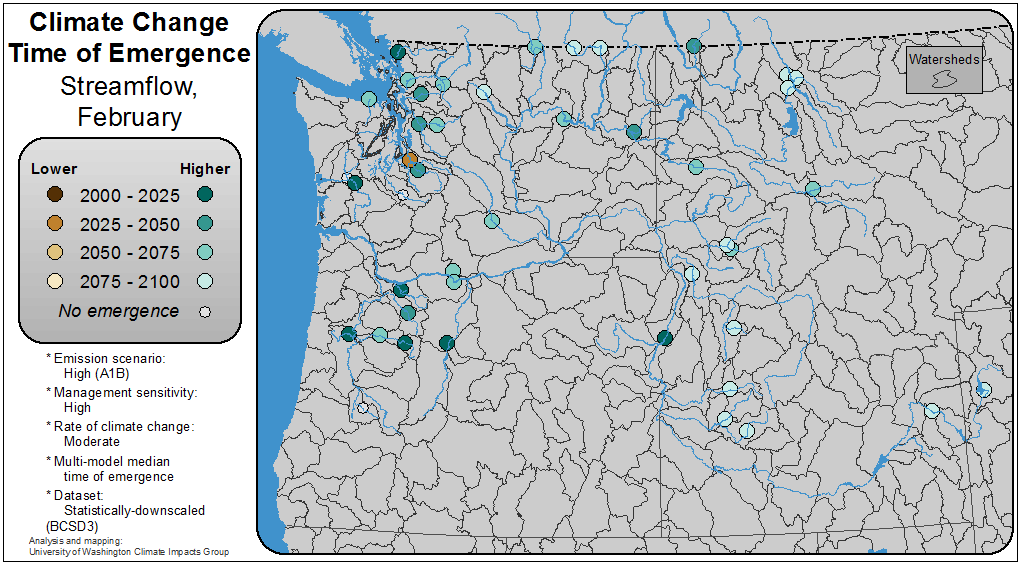 Climate Change
Time of Emergence
Streamflow,
February
Lower Higher
2000 - 2025
2025 - 2050
2050 - 2075
2075 - 2100
No emergence
* Emission scenario:
High (A1B)
* Management sensitivity:
High
* Rate of climate change:
Moderate
* Multi-model median
time of emergence
* Dataset:
Statistically-downscaled
(BCSD3)
Analysis and mapping:
University of Washington Climate Impacts Group
Watersheds